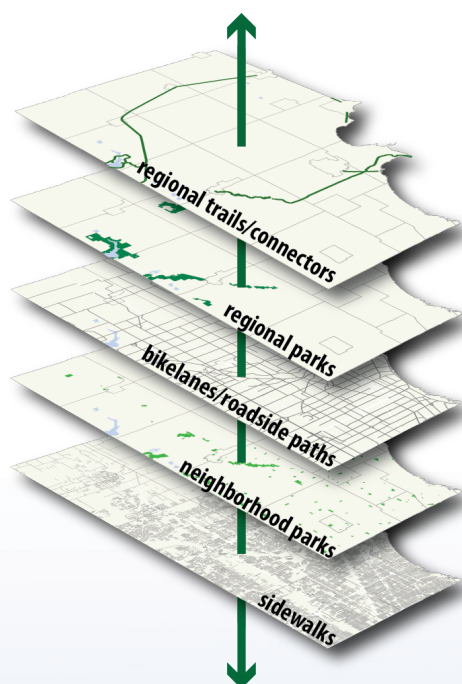 regional trails/connectors
regional parks
bikelanes/roadside paths
neighborhood parks
sidewalks